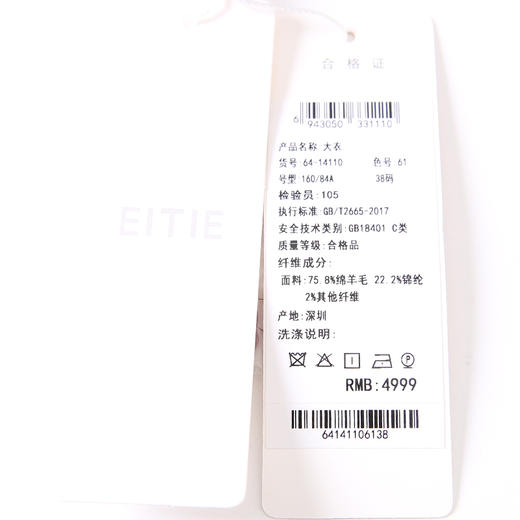 EITIE
合格证
6 943050 331110
产品名称:大衣
货号:64-14110 色号:61
号型:160/84A 38码
检验员:105
执行标准:GB/T2665-2017
安全技术类别:GB18401 C类
质量等级:合格品
纤维成分:
面料:75.8%绵羊毛 22.2%锦纶
2%其他纤维
产地:深圳
洗涤说明:
P
RMB:4999
64141106138